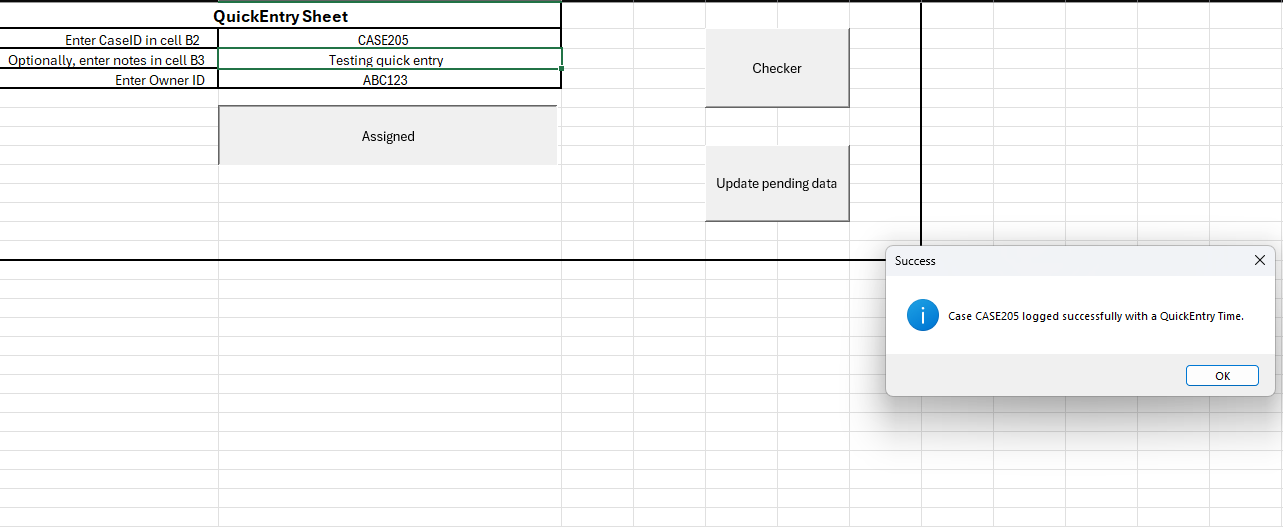 QuickEntry Sheet
Enter CaseID in cell B2 CASE205
Optionally, enter notes in cell B3 Testing quick entry
Enter Owner ID ABC123
Checker
Assigned
Update pending data
Success
Case CASE205 logged successfully with a QuickEntry Time.
OK